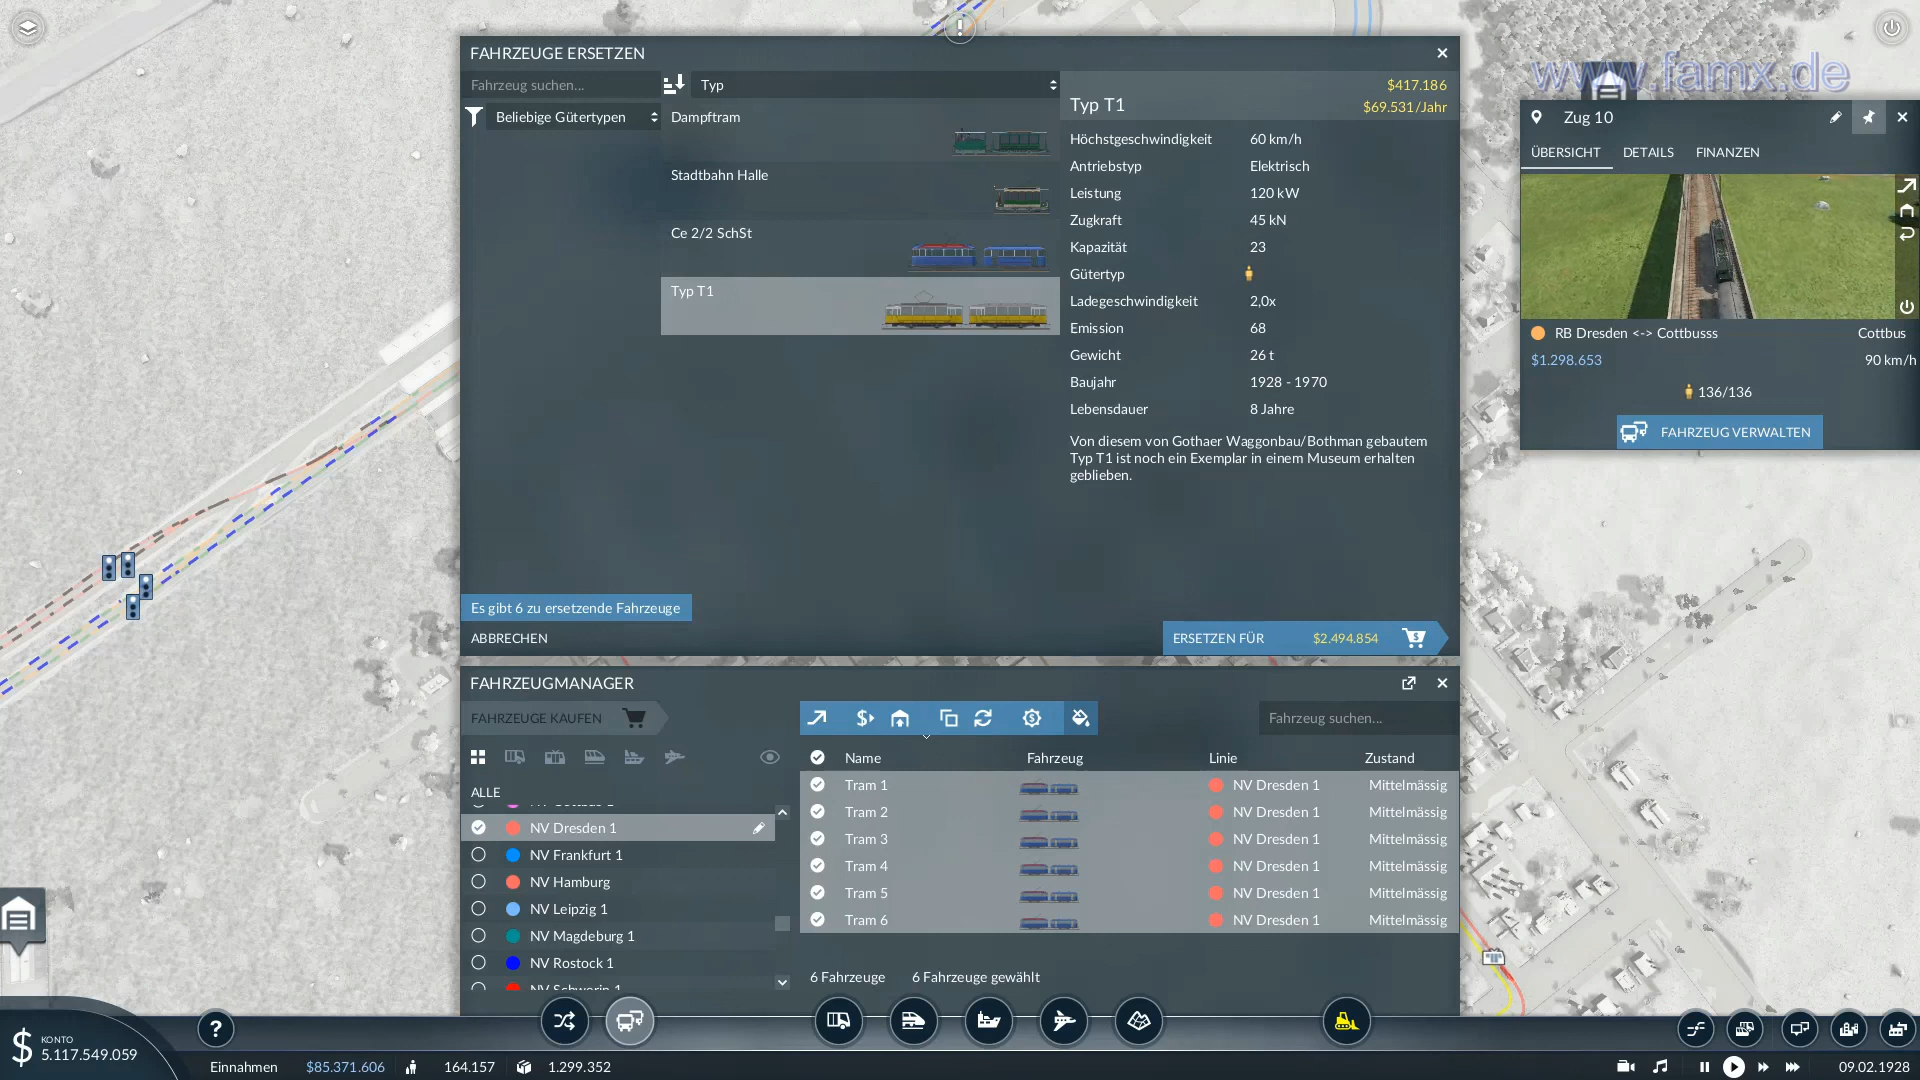 FAHRZEUGE ERSETZEN
Fahrzeug suchen...
Typ
Beliebige Gütertypen
Dampftram
Stadtbahn Halle
Ce 2/2 SchSt
Typ T1
Typ T1
$417.186
$69.531/Jahr
Höchstgeschwindigkeit 60 km/h
Antriebstyp Elektrisch
Leistung 120 kW
Zugkraft 45 kN
Kapazität 23
Gütertyp
Ladegeschwindigkeit 2,0x
Emission 68
Gewicht 26 t
Baujahr 1928 - 1970
Lebensdauer 8 Jahre
Von diesem von Gothaer Waggonbau/Bothman gebautem
Typ T1 ist noch ein Exemplar in einem Museum erhalten
geblieben.
Es gibt 6 zu ersetzende Fahrzeuge
ABBRECHEN
ERSETZEN FÜR $2.494.854
www.famx.de
Zug 10
ÜBERSICHT DETAILS FINANZEN
RB Dresden <-> Cottbusss Cottbus
$1.298.653 90 km/h
136/136
FAHRZEUG VERWALTEN
FAHRZEUGMANAGER
FAHRZEUGE KAUFEN
Fahrzeug suchen...
ALLE
NV Cottbus 1
NV Dresden 1
NV Frankfurt 1
NV Hamburg
NV Leipzig 1
NV Magdeburg 1
NV Rostock 1
NV Schwerin 1
Name Fahrzeug Linie Zustand
Tram 1 NV Dresden 1 Mittelmässig
Tram 2 NV Dresden 1 Mittelmässig
Tram 3 NV Dresden 1 Mittelmässig
Tram 4 NV Dresden 1 Mittelmässig
Tram 5 NV Dresden 1 Mittelmässig
Tram 6 NV Dresden 1 Mittelmässig
6 Fahrzeuge 6 Fahrzeuge gewählt
KONTO
5.117.549.059
Einnahmen $85.371.606 164.157 1.299.352
09.02.1928